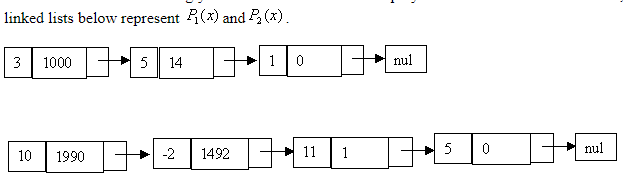 linked lists below represent P₁(x) and P₂(x).
3 1000 5 14 1 0 nul
10 1990 -2 1492 11 1 5 0 nul